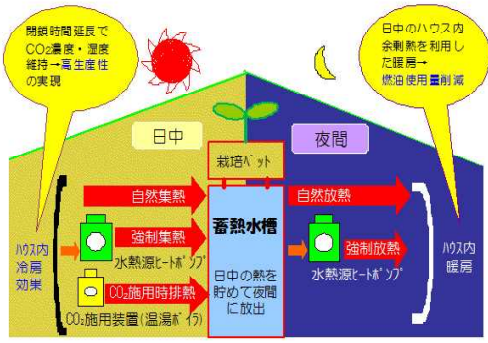 閉鎖時間延長で
CO₂濃度・湿度
維持→高生産性
の実現
日中のハウス内
余剰熱を利用し
た暖房→
燃油使用量削減
日中
夜間
栽培ベット
自然集熱
自然放熱
蓄熱水槽
強制集熱
強制放熱
ハウス内
冷房
効果
水熱源ヒートポンプ
水熱源ヒートポンプ
ハウス内
暖房
日中の熱を
貯めて夜間
に放出
CO₂施用時排熱
CO₂施用装置(温湯ボイラ)